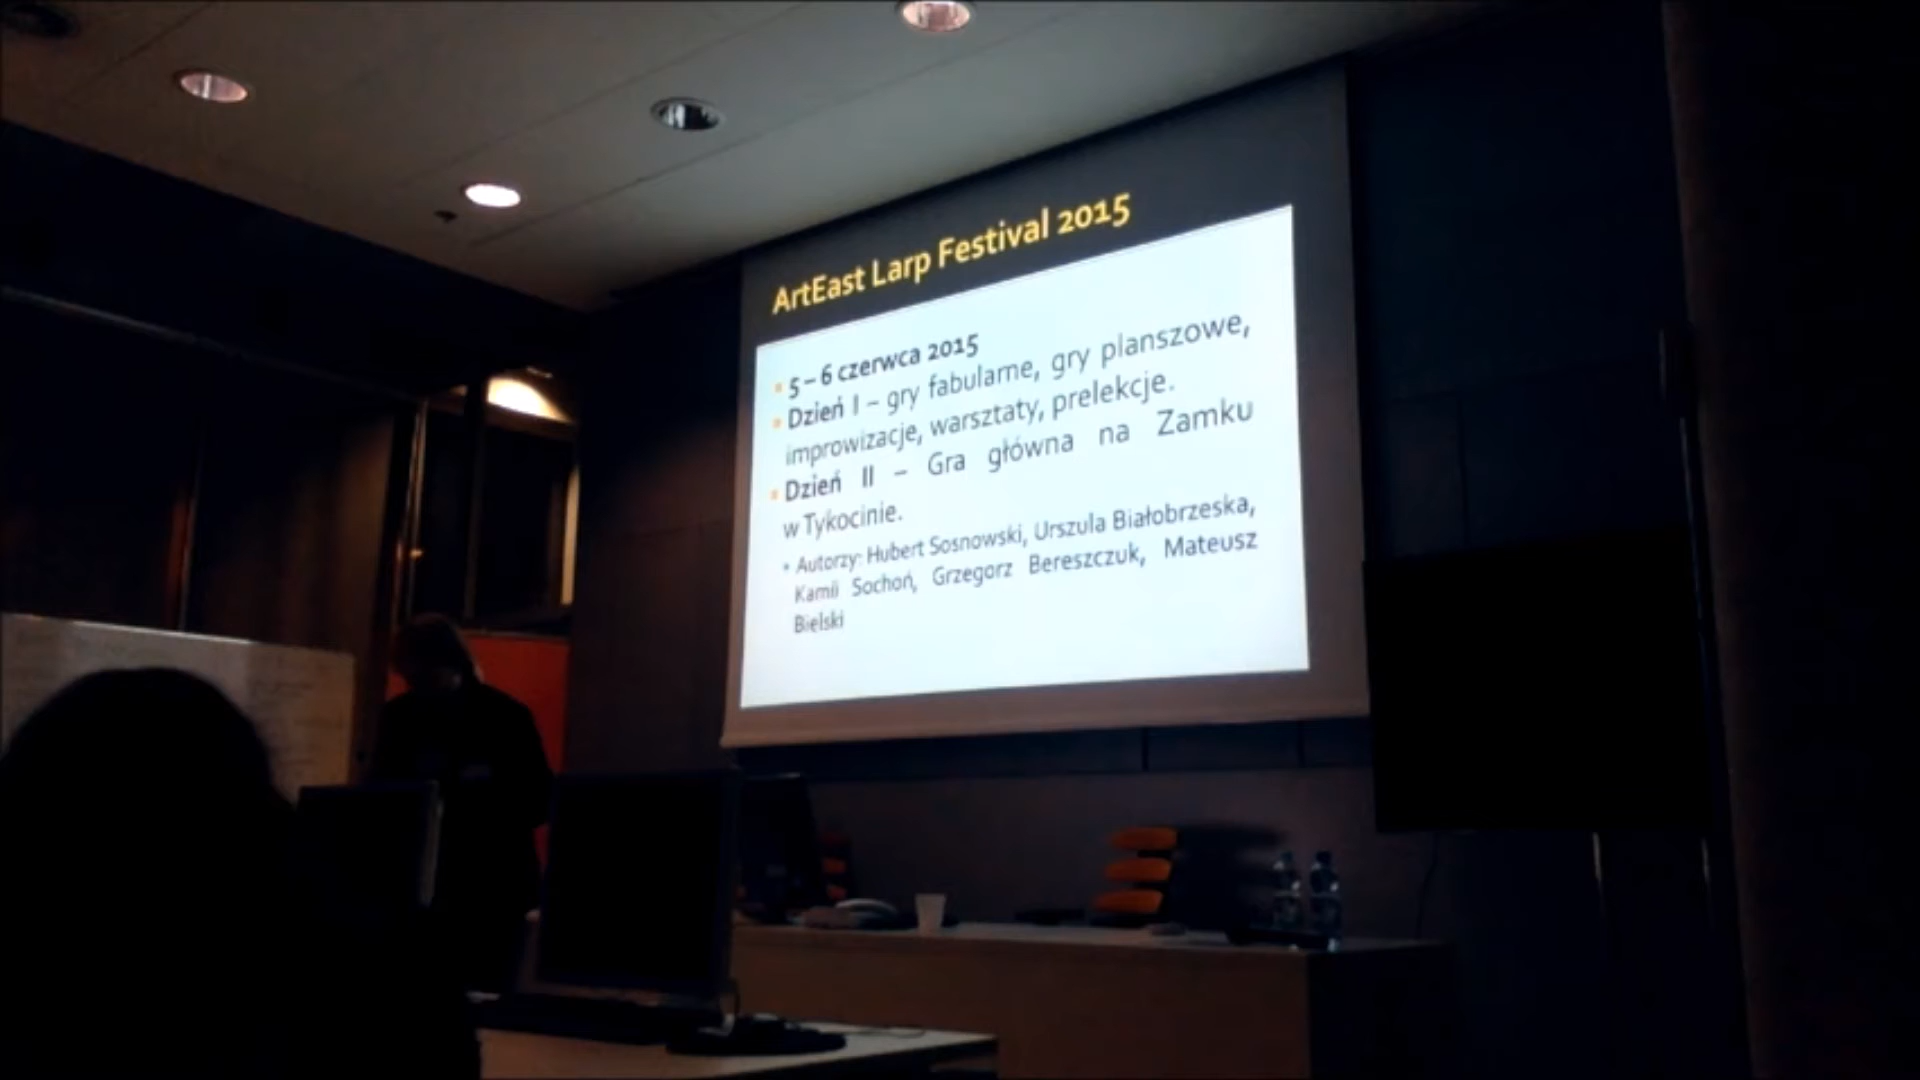 ArtEast Larp Festival 2015
5 – 6 czerwca 2015
Dzień I – gry fabularne, gry planszowe,
improwizacje, warsztaty, prelekcje.
Dzień II – Gra główna na Zamku
w Tykocinie.
Autorzy: Hubert Sosnowski, Urszula Białobrzeska,
Kamil Sochoń, Grzegorz Bereszczuk, Mateusz
Bielski